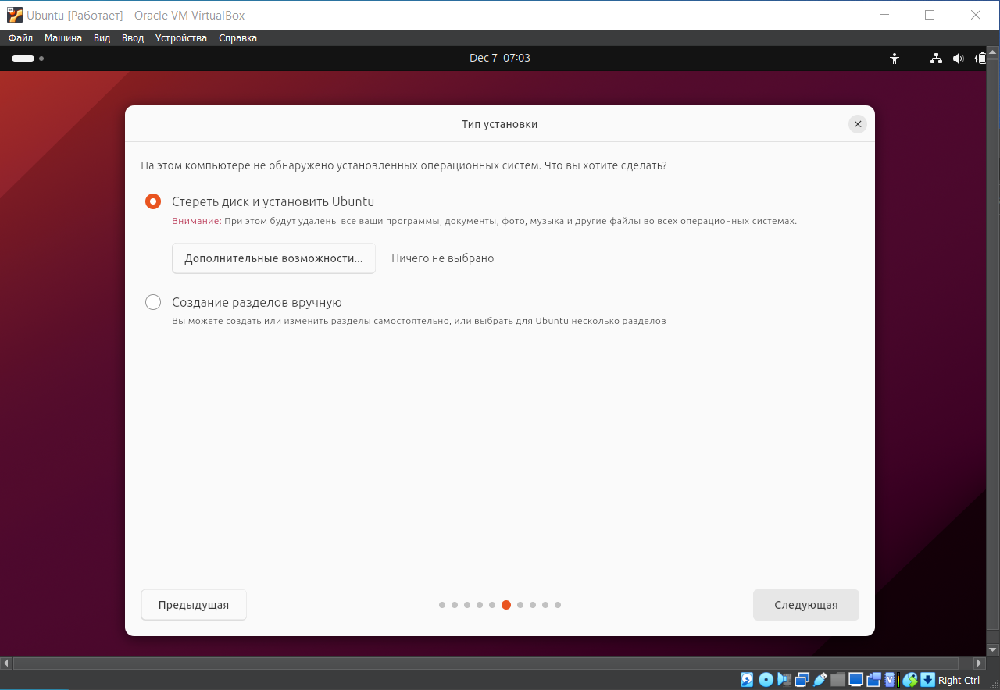 Ubuntu [Работает] - Oracle VM VirtualBox
Файл Машина Вид Ввод Устройства Справка
Dec 7 07:03
Тип установки
На этом компьютере не обнаружено установленных операционных систем. Что вы хотите сделать?
Стереть диск и установить Ubuntu
Внимание: При этом будут удалены все ваши программы, документы, фото, музыка и другие файлы во всех операционных системах.
Дополнительные возможности... Ничего не выбрано
Создание разделов вручную
Вы можете создать или изменить разделы самостоятельно, или выбрать для Ubuntu несколько разделов
Предыдущая Следующая
Right Ctrl